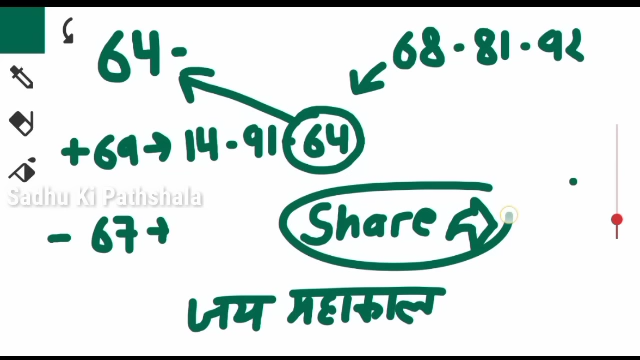 64 - 68 · 81 · 92
+69 → 14 · 91 · 64
Sadhu Ki Pathshala
- 67 → Share
जय महाकाल